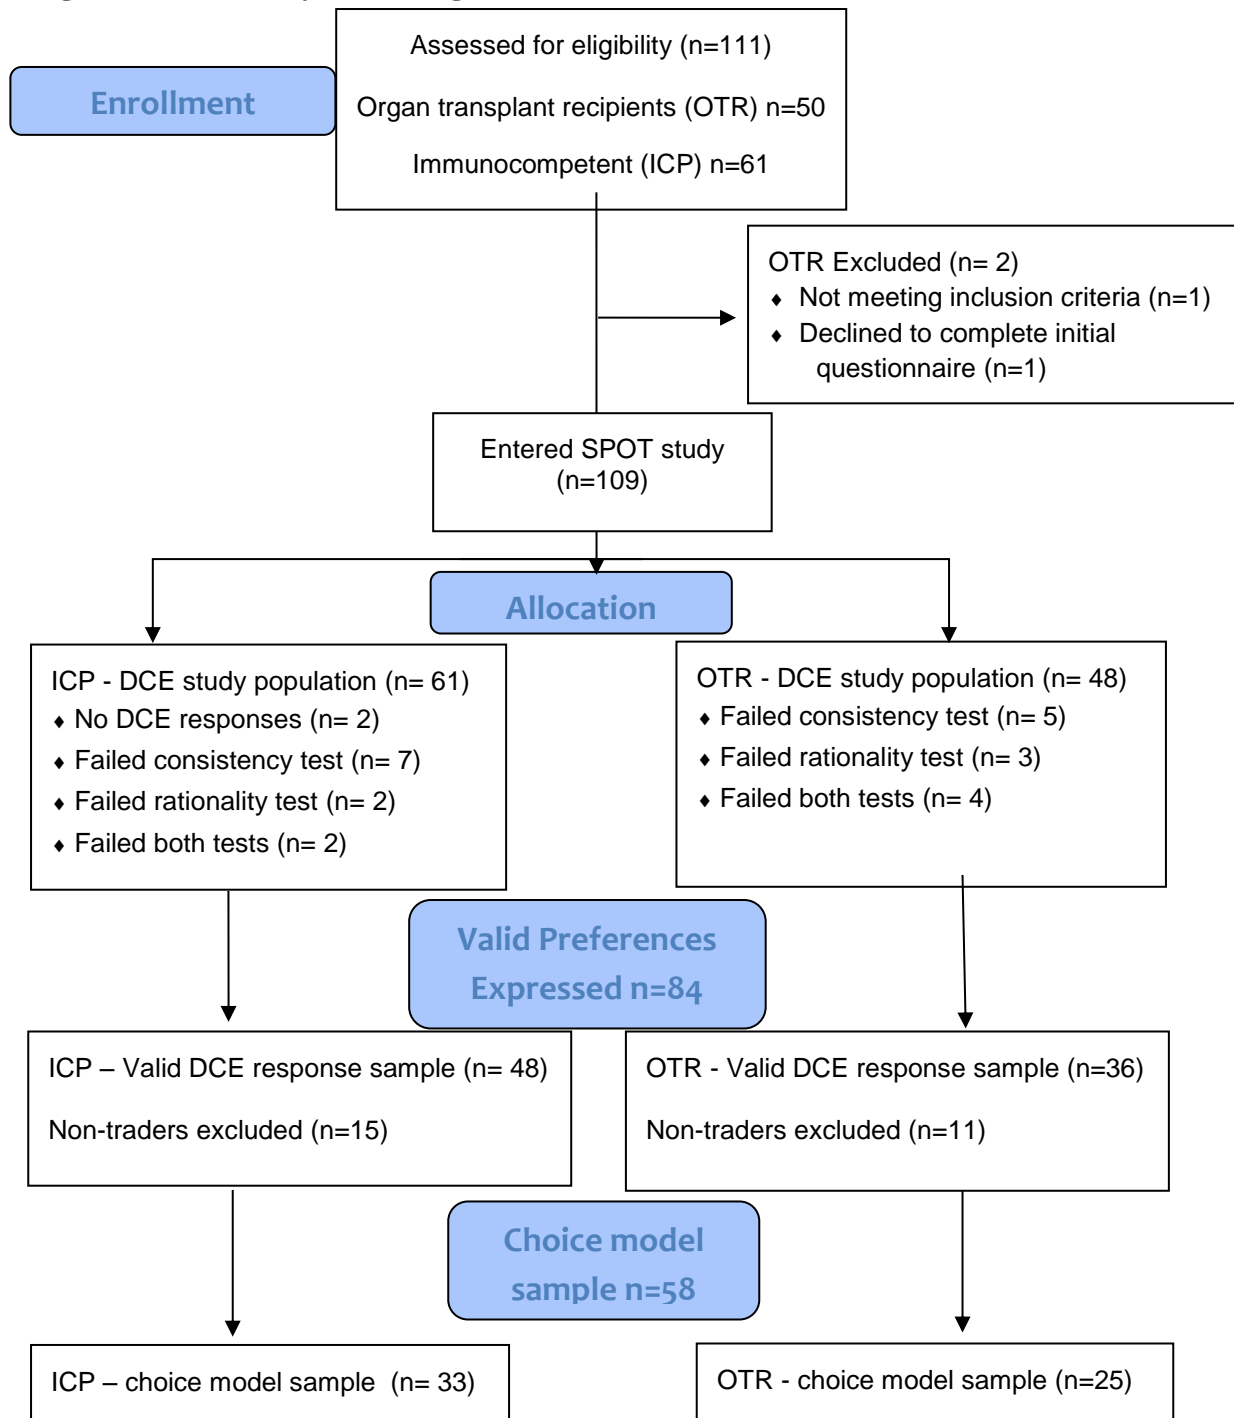 Assessed for eligibility (n=111)
Enrollment
Organ transplant recipients (OTR) n=50
Immunocompetent (ICP) n=61
OTR Excluded (n= 2)
♦ Not meeting inclusion criteria (n=1)
♦ Declined to complete initial
questionnaire (n=1)
Entered SPOT study
(n=109)
Allocation
ICP - DCE study population (n= 61)
♦ No DCE responses (n= 2)
♦ Failed consistency test (n= 7)
♦ Failed rationality test (n= 2)
♦ Failed both tests (n= 2)
OTR - DCE study population (n= 48)
♦ Failed consistency test (n= 5)
♦ Failed rationality test (n= 3)
♦ Failed both tests (n= 4)
Valid Preferences
Expressed n=84
ICP – Valid DCE response sample (n= 48)
Non-traders excluded (n=15)
OTR - Valid DCE response sample (n=36)
Non-traders excluded (n=11)
Choice model
sample n=58
ICP – choice model sample (n= 33)
OTR - choice model sample (n=25)